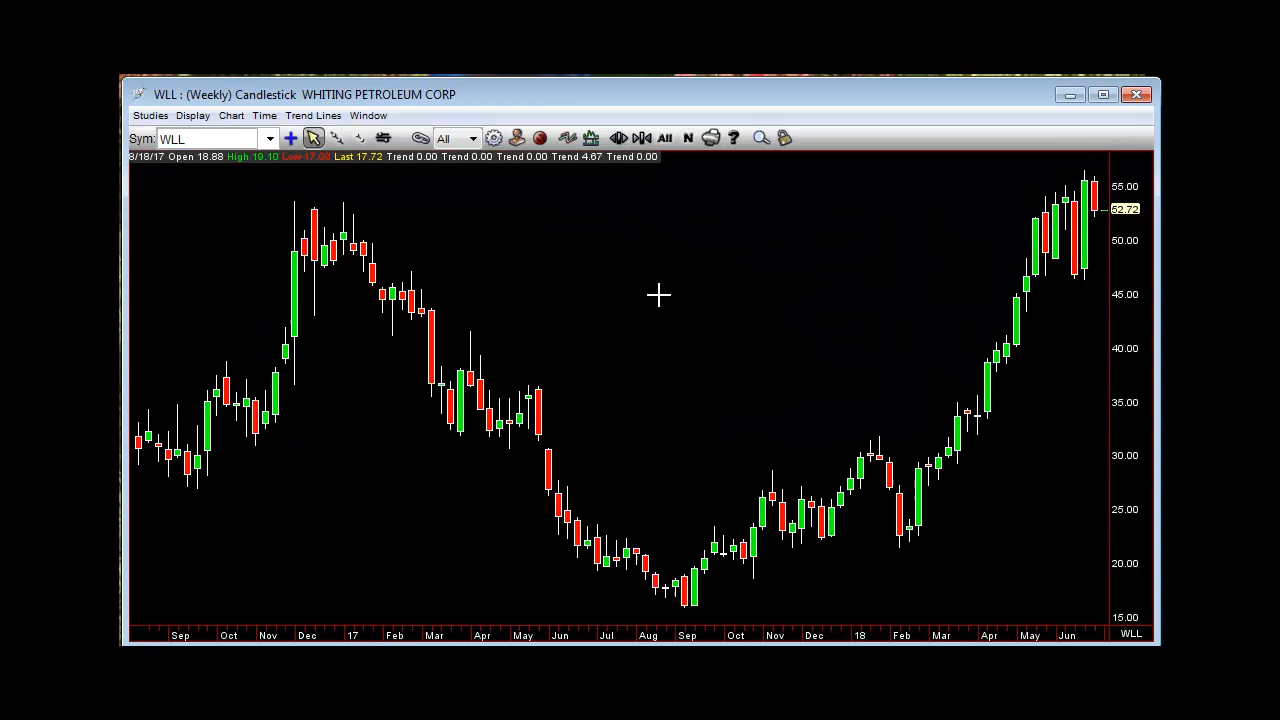 WLL : (Weekly) Candlestick WHITING PETROLEUM CORP
Studies Display Chart Time Trend Lines Window
Sym: WLL All All N ?
8/18/17 Open 18.88 High 19.10 Low 17.08 Last 17.72 Trend 0.00 Trend 0.00 Trend 0.00 Trend 4.67 Trend 0.00
55.00
52.72
50.00
45.00
40.00
35.00
30.00
25.00
20.00
15.00
Sep Oct Nov Dec 17 Feb Mar Apr May Jun Jul Aug Sep Oct Nov Dec 18 Feb Mar Apr May Jun WLL